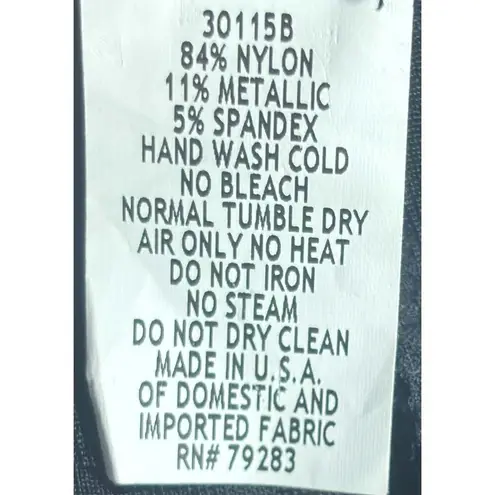 30115B
84% NYLON
11% METALLIC
5% SPANDEX
HAND WASH COLD
NO BLEACH
NORMAL TUMBLE DRY
AIR ONLY NO HEAT
DO NOT IRON
NO STEAM
DO NOT DRY CLEAN
MADE IN U.S.A.
OF DOMESTIC AND
IMPORTED FABRIC
RN# 79283